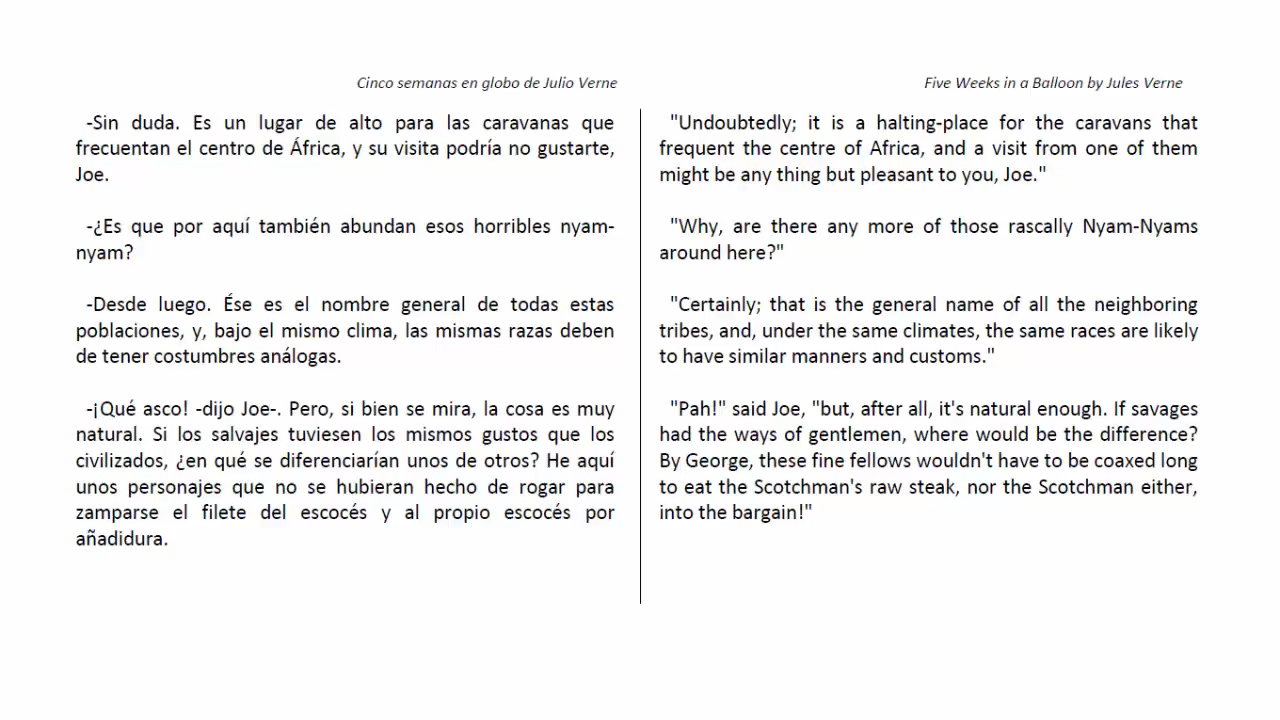 Cinco semanas en globo de Julio Verne
-Sin duda. Es un lugar de alto para las caravanas que
frecuentan el centro de África, y su visita podría no gustarte,
Joe.
-¿Es que por aquí también abundan esos horribles nyam-
nyam?
-Desde luego. Ése es el nombre general de todas estas
poblaciones, y, bajo el mismo clima, las mismas razas deben
de tener costumbres análogas.
-¡Qué asco! -dijo Joe-. Pero, si bien se mira, la cosa es muy
natural. Si los salvajes tuviesen los mismos gustos que los
civilizados, ¿en qué se diferenciarían unos de otros? He aquí
unos personajes que no se hubieran hecho de rogar para
zamparse el filete del escocés y al propio escocés por
añadidura.
Five Weeks in a Balloon by Jules Verne
"Undoubtedly; it is a halting-place for the caravans that
frequent the centre of Africa, and a visit from one of them
might be any thing but pleasant to you, Joe."
"Why, are there any more of those rascally Nyam-Nyams
around here?"
"Certainly; that is the general name of all the neighboring
tribes, and, under the same climates, the same races are likely
to have similar manners and customs."
"Pah!" said Joe, "but, after all, it's natural enough. If savages
had the ways of gentlemen, where would be the difference?
By George, these fine fellows wouldn't have to be coaxed long
to eat the Scotchman's raw steak, nor the Scotchman either,
into the bargain!"